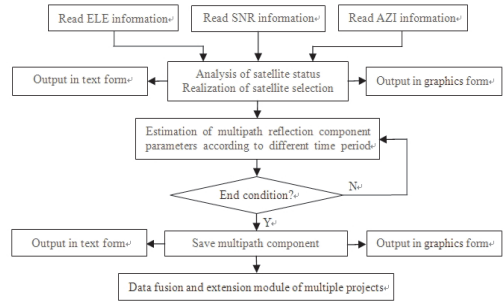 Read ELE information
Read SNR information
Read AZI information
Output in text form
Analysis of satellite status
Realization of satellite selection
Output in graphics form
Estimation of multipath reflection component
parameters according to different time period
End condition?
N
Y
Output in text form
Save multipath component
Output in graphics form
Data fusion and extension module of multiple projects